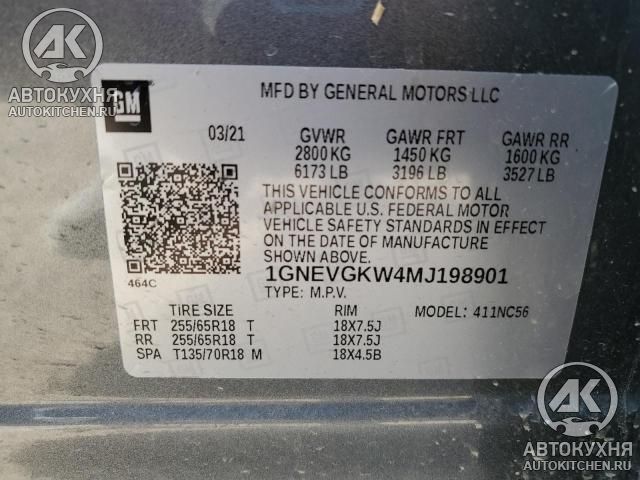 АВТОКУХНЯ
AUTOKITCHEN.RU
GM
MFD BY GENERAL MOTORS LLC
03/21 GVWR GAWR FRT GAWR RR
2800 KG 1450 KG 1600 KG
6173 LB 3196 LB 3527 LB
THIS VEHICLE CONFORMS TO ALL
APPLICABLE U.S. FEDERAL MOTOR
VEHICLE SAFETY STANDARDS IN EFFECT
ON THE DATE OF MANUFACTURE
SHOWN ABOVE.
1GNEVGKW4MJ198901
464C
TYPE: M.P.V.
TIRE SIZE RIM MODEL: 411NC56
FRT 255/65R18 T 18X7.5J
RR 255/65R18 T 18X7.5J
SPA T135/70R18 M 18X4.5B
АК
АВТОКУХНЯ
AUTOKITCHEN.RU